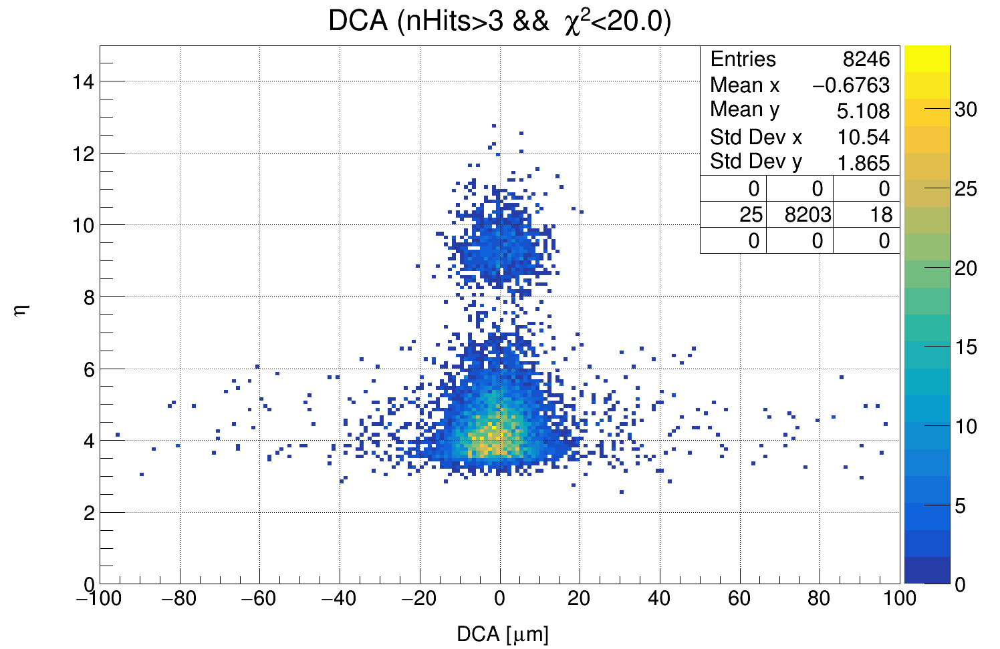 DCA (nHits>3 && χ²<20.0)
Entries 8246
Mean x −0.6763
Mean y 5.108
Std Dev x 10.54
Std Dev y 1.865
0 0 0
25 8203 18
0 0 0
14
12
10
8
6
4
2
0
η
−100 −80 −60 −40 −20 0 20 40 60 80 100
DCA [μm]
30
25
20
15
10
5
0